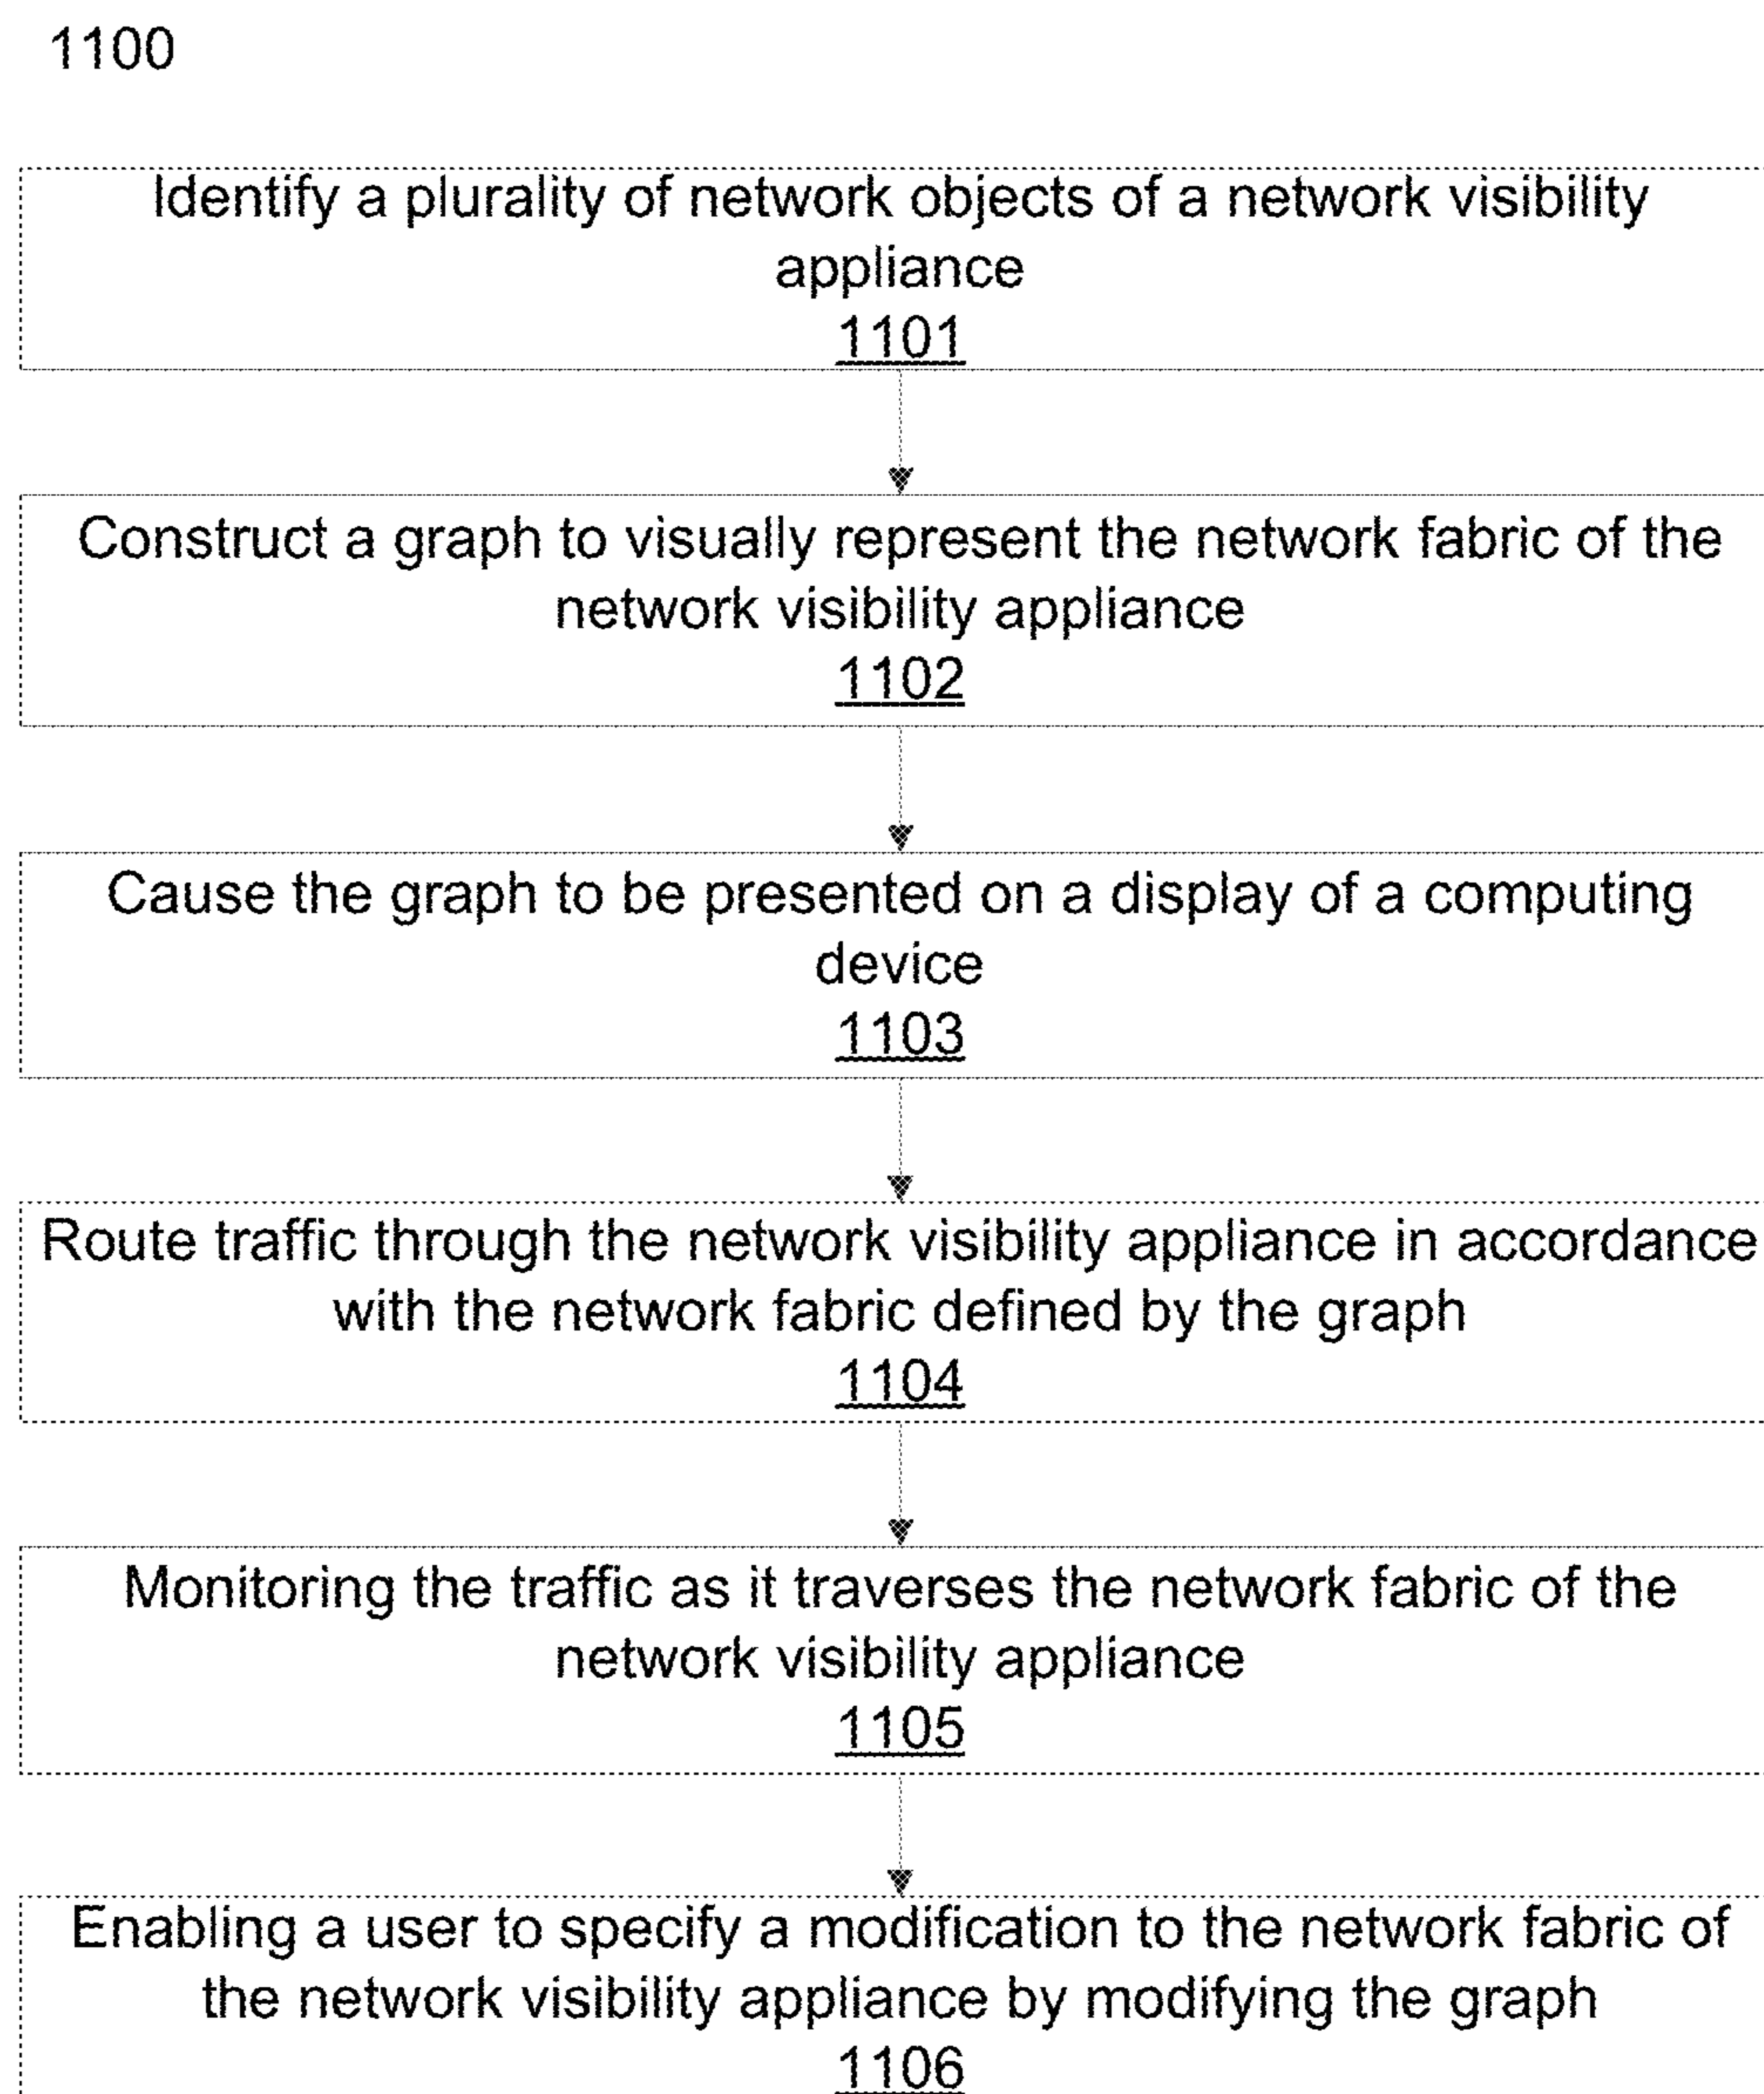 1100
Identify a plurality of network objects of a network visibility
appliance
1101
Construct a graph to visually represent the network fabric of the
network visibility appliance
1102
Cause the graph to be presented on a display of a computing
device
1103
Route traffic through the network visibility appliance in accordance
with the network fabric defined by the graph
1104
Monitoring the traffic as it traverses the network fabric of the
network visibility appliance
1105
Enabling a user to specify a modification to the network fabric of
the network visibility appliance by modifying the graph
1106